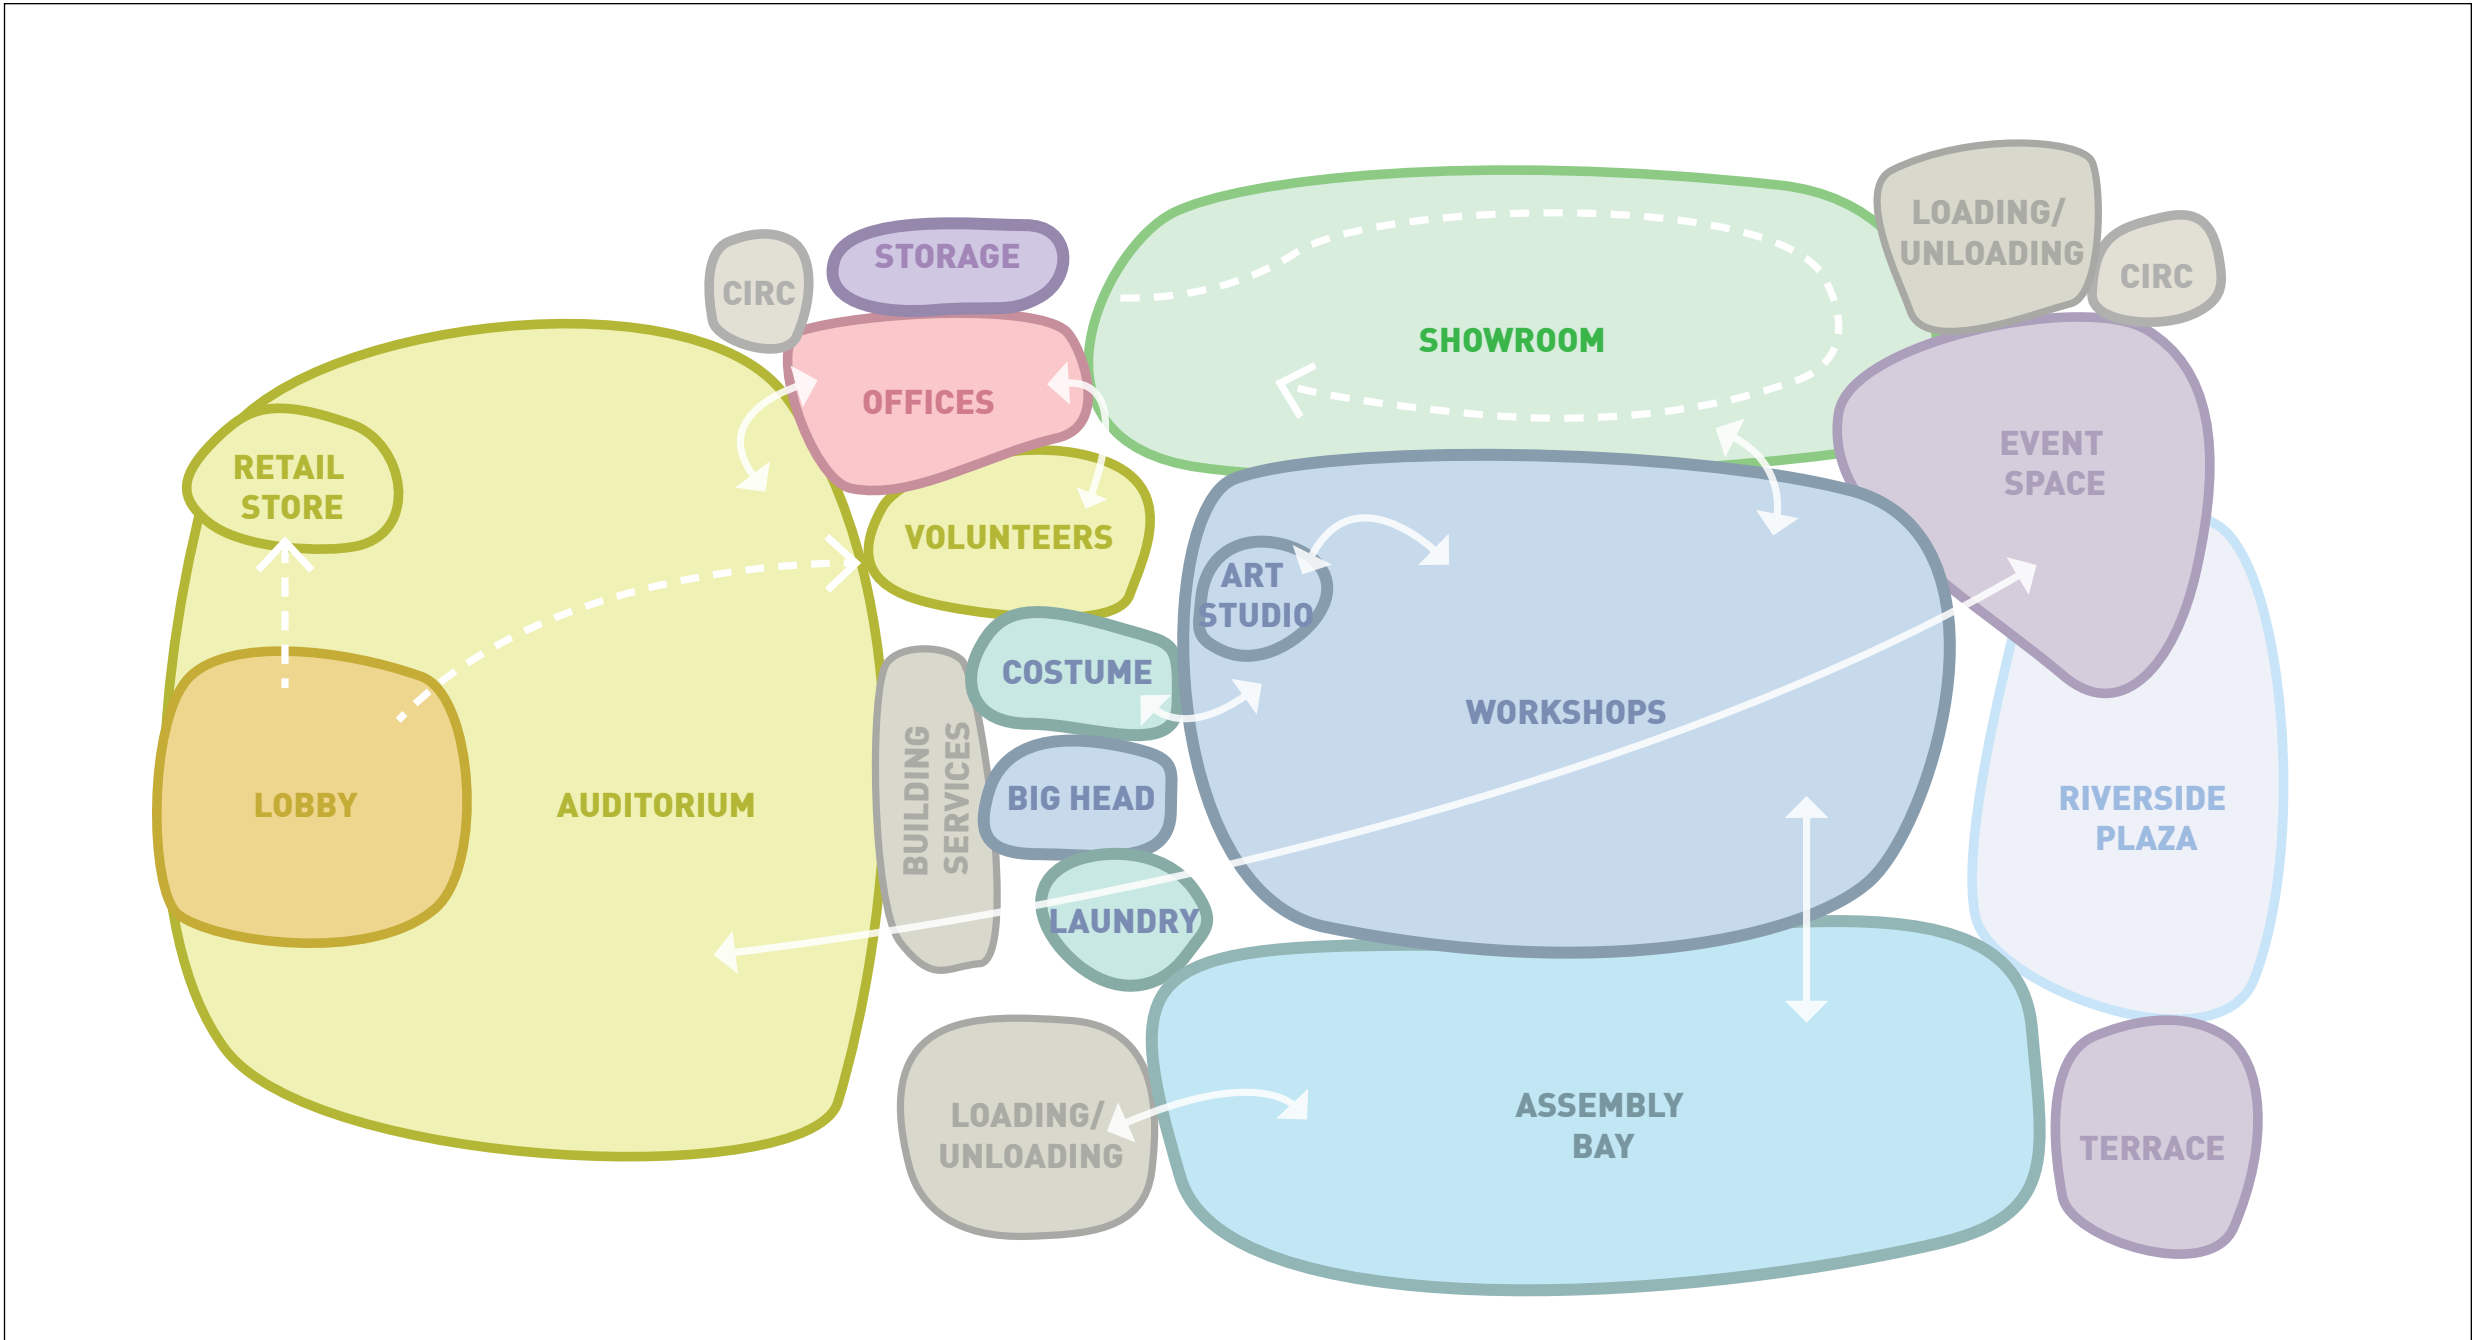 LOADING/
UNLOADING
CIRC
STORAGE
CIRC
SHOWROOM
OFFICES
EVENT
SPACE
RETAIL
STORE
VOLUNTEERS
ART
STUDIO
COSTUME
WORKSHOPS
LOBBY
AUDITORIUM
BUILDING
SERVICES
BIG HEAD
RIVERSIDE
PLAZA
LAUNDRY
LOADING/
UNLOADING
ASSEMBLY
BAY
TERRACE